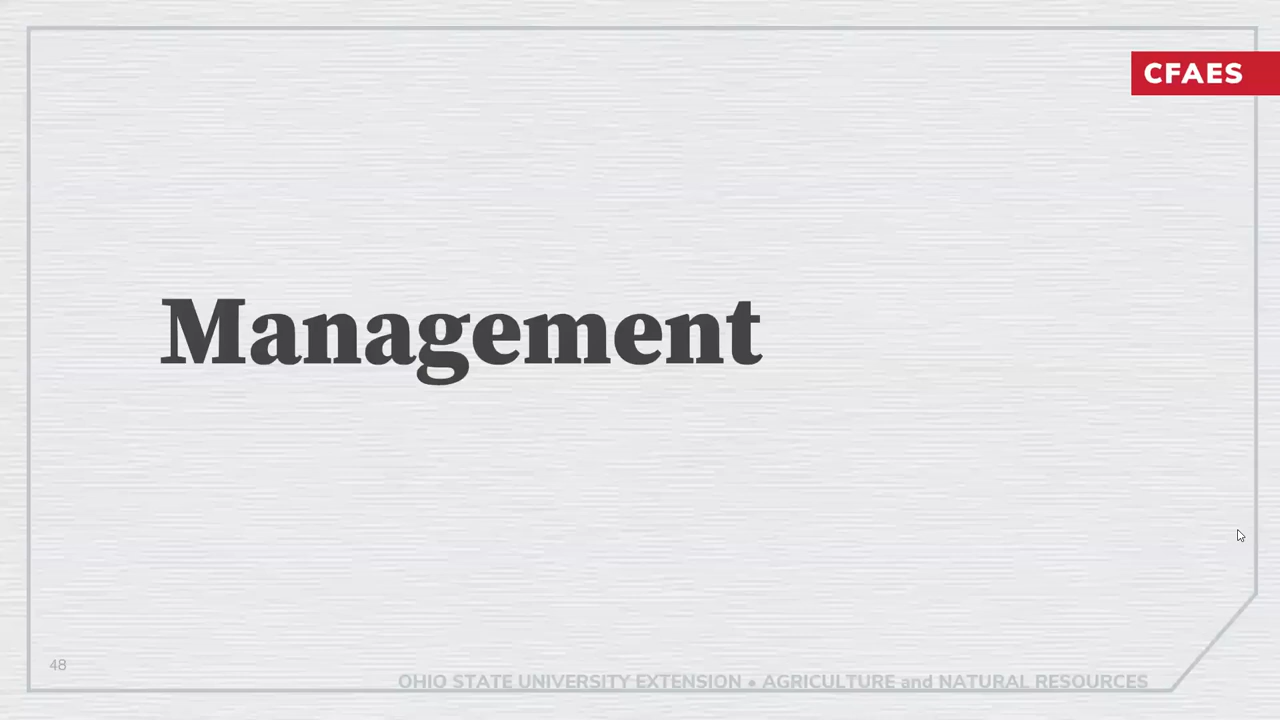 CFAES
Management
48
OHIO STATE UNIVERSITY EXTENSION • AGRICULTURE and NATURAL RESOURCES